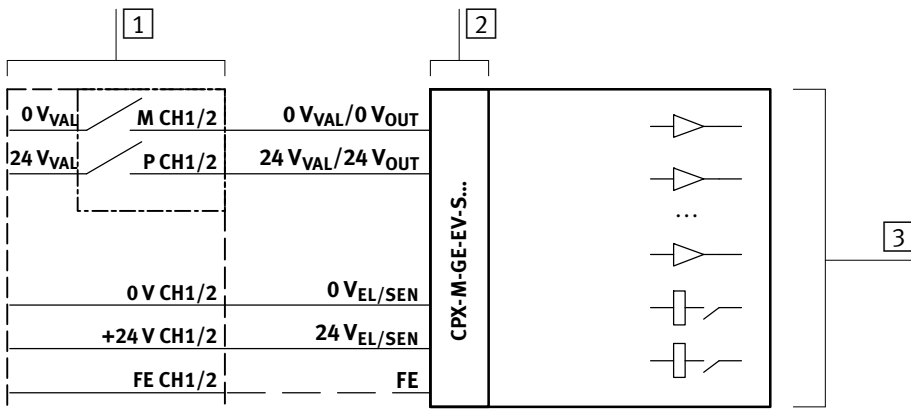 1
2
0 VVAL
M CH1/2
0 VVAL/0 VOUT
24 VVAL
P CH1/2
24 VVAL/24 VOUT
CPX-M-GE-EV-S...
...
3
0 V CH1/2
0 VEL/SEN
+24 V CH1/2
24 VEL/SEN
FE CH1/2
FE